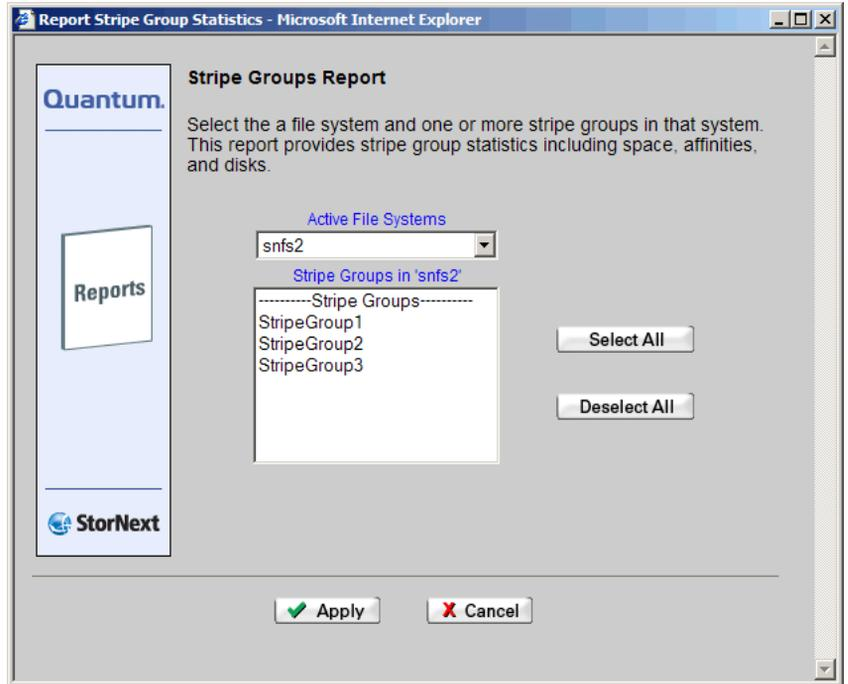 Report Stripe Group Statistics - Microsoft Internet Explorer
Quantum.
Reports
StorNext
Stripe Groups Report
Select the a file system and one or more stripe groups in that system.
This report provides stripe group statistics including space, affinities,
and disks.
Active File Systems
snfs2
Stripe Groups in 'snfs2'
----------Stripe Groups----------
StripeGroup1
StripeGroup2
StripeGroup3
Select All
Deselect All
Apply
Cancel